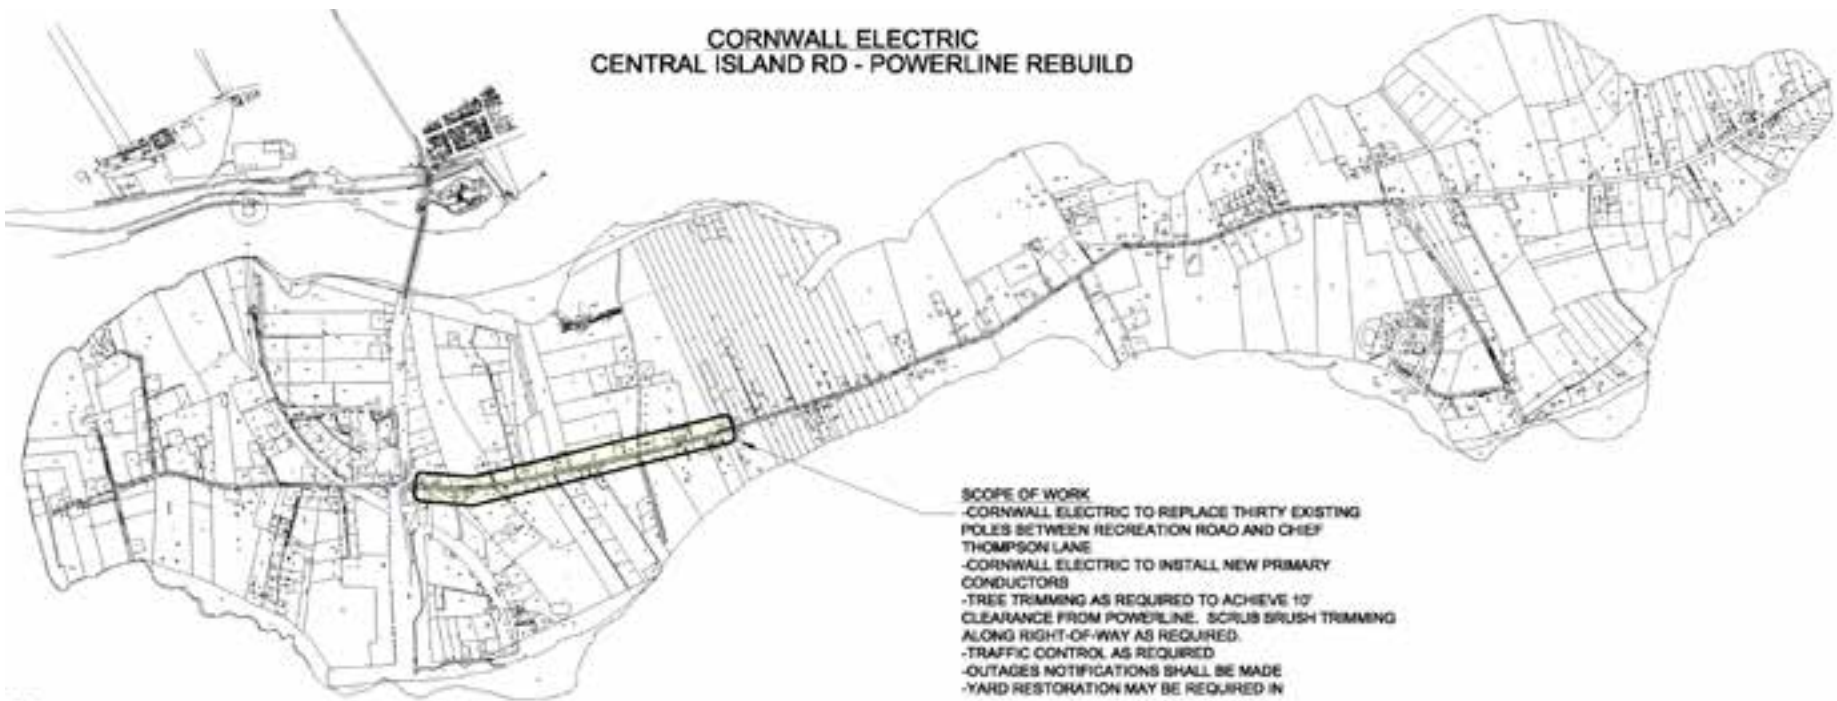 CORNWALL ELECTRIC
CENTRAL ISLAND RD - POWERLINE REBUILD
SCOPE OF WORK
-CORNWALL ELECTRIC TO REPLACE THIRTY EXISTING
POLES BETWEEN RECREATION ROAD AND CHIEF
THOMPSON LANE
-CORNWALL ELECTRIC TO INSTALL NEW PRIMARY
CONDUCTORS
-TREE TRIMMING AS REQUIRED TO ACHIEVE 10'
CLEARANCE FROM POWERLINE. SCRUB BRUSH TRIMMING
ALONG RIGHT-OF-WAY AS REQUIRED.
-TRAFFIC CONTROL AS REQUIRED
-OUTAGES NOTIFICATIONS SHALL BE MADE
-YARD RESTORATION MAY BE REQUIRED IN